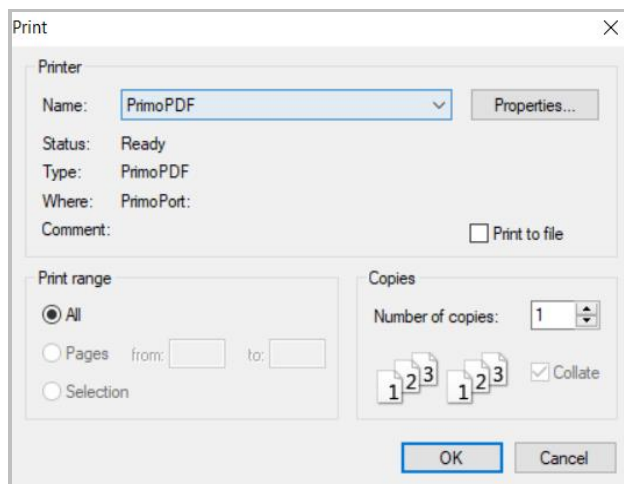 Print
Printer
Name: PrimoPDF Properties...
Status: Ready
Type: PrimoPDF
Where: PrimoPort:
Comment: Print to file
Print range
All
Pages from: to:
Selection
Copies
Number of copies: 1
1 2 3 1 2 3 Collate
OK Cancel